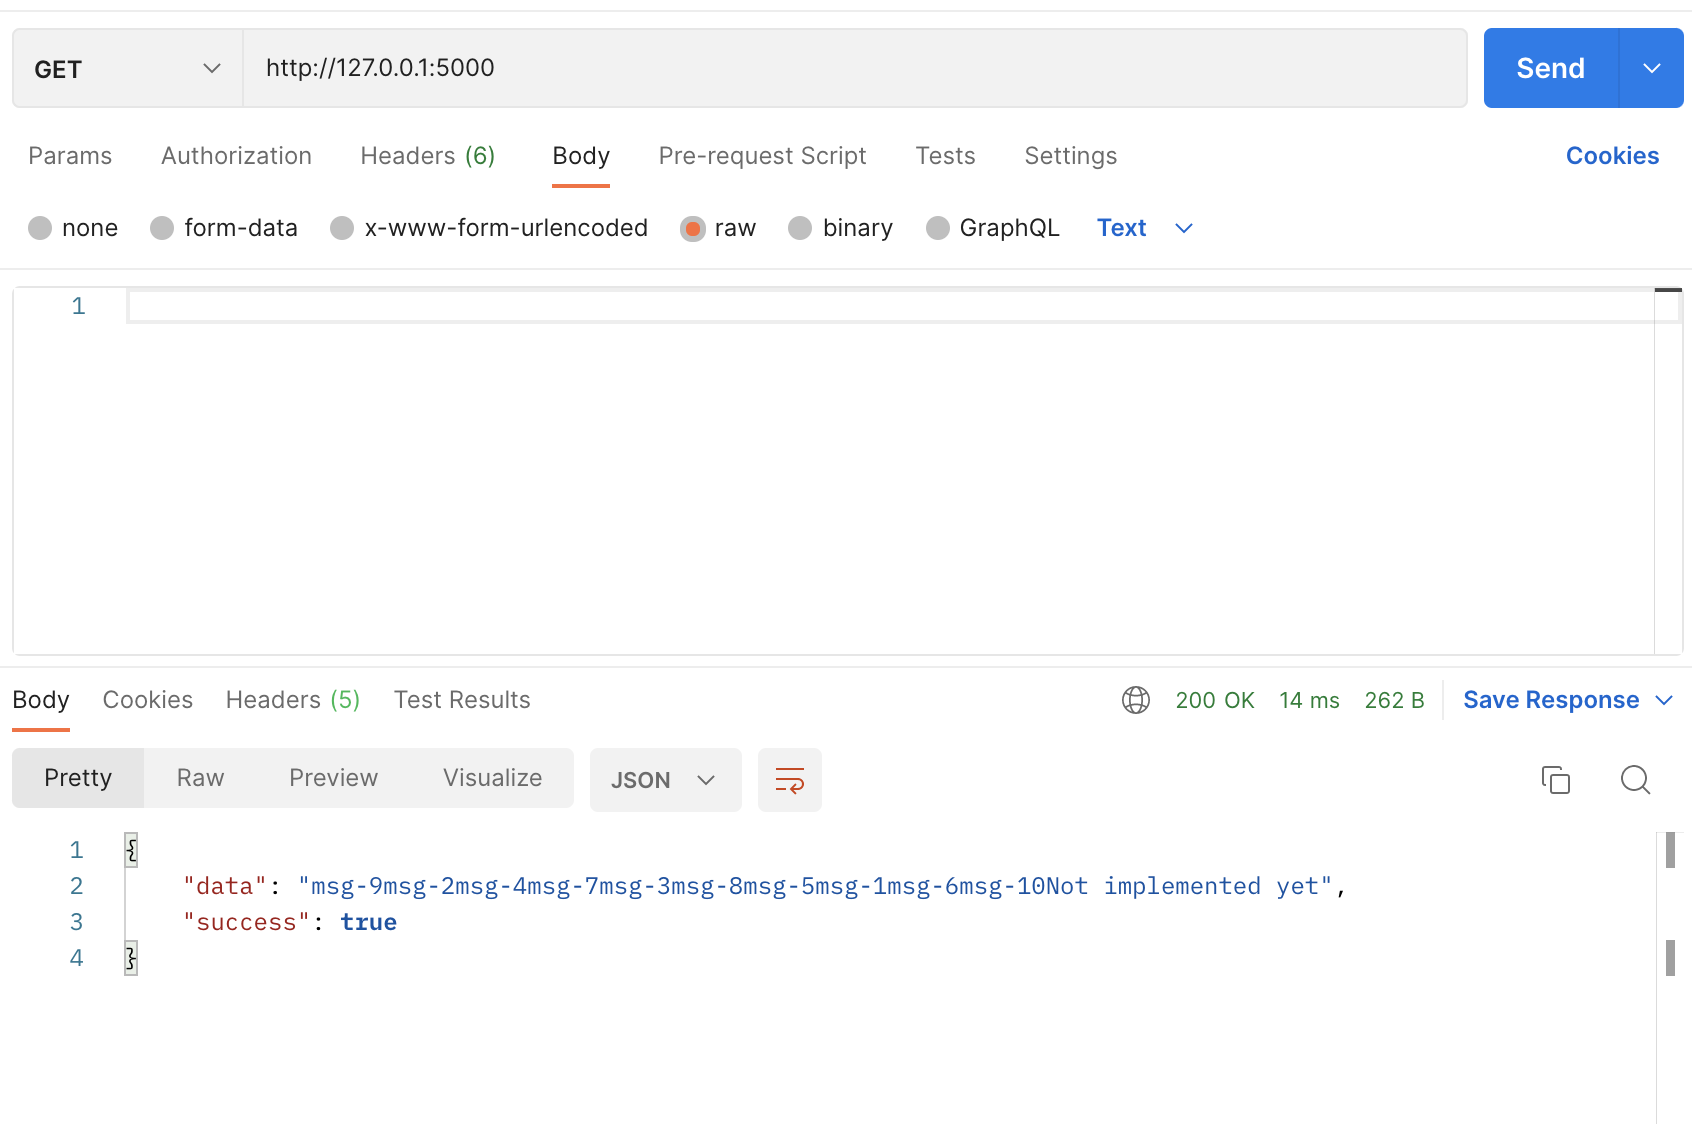 GET http://127.0.0.1:5000 Send
Params Authorization Headers (6) Body Pre-request Script Tests Settings Cookies
none form-data x-www-form-urlencoded raw binary GraphQL Text
1
Body Cookies Headers (5) Test Results 200 OK 14 ms 262 B Save Response
Pretty Raw Preview Visualize JSON
1 {
2 "data": "msg-9msg-2msg-4msg-7msg-3msg-8msg-5msg-1msg-6msg-10Not implemented yet",
3 "success": true
4 }